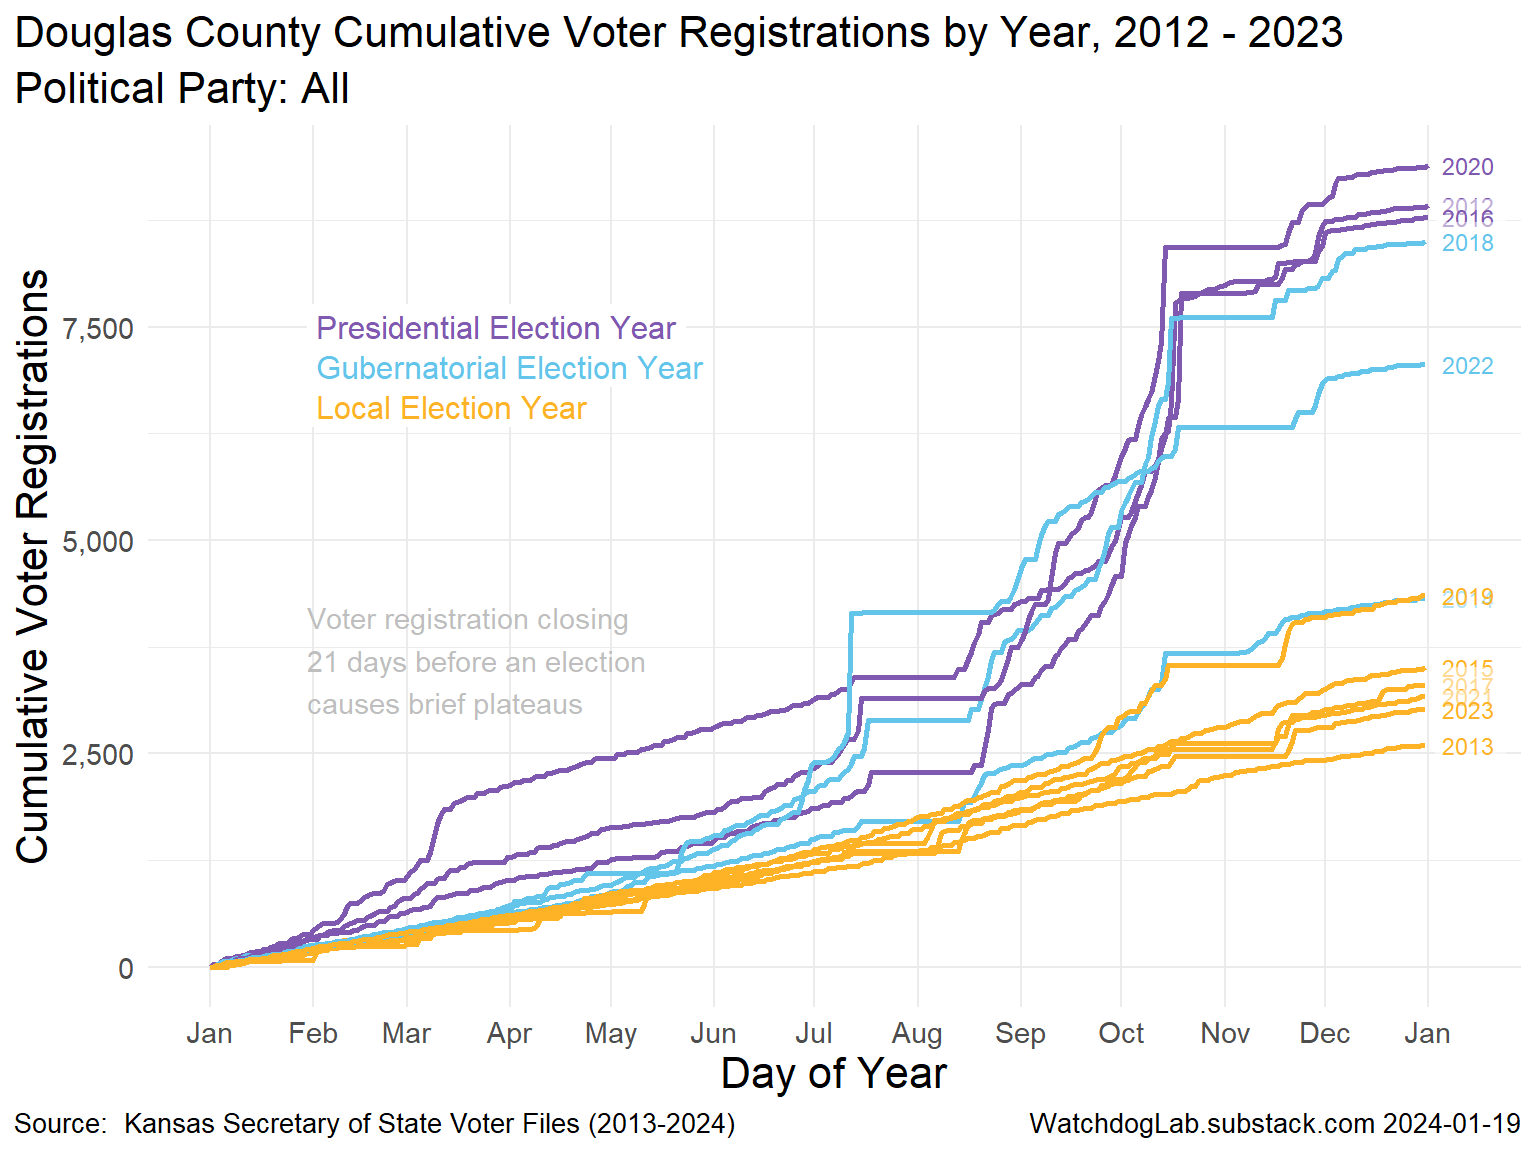 Douglas County Cumulative Voter Registrations by Year, 2012 - 2023
Political Party: All
Cumulative Voter Registrations
7,500
5,000
2,500
0
Presidential Election Year
Gubernatorial Election Year
Local Election Year
Voter registration closing
21 days before an election
causes brief plateaus
2020
2012
2016
2018
2022
2019
2014
2015
2017
2021
2023
2013
Jan Feb Mar Apr May Jun Jul Aug Sep Oct Nov Dec Jan
Day of Year
Source:  Kansas Secretary of State Voter Files (2013-2024)
WatchdogLab.substack.com 2024-01-19